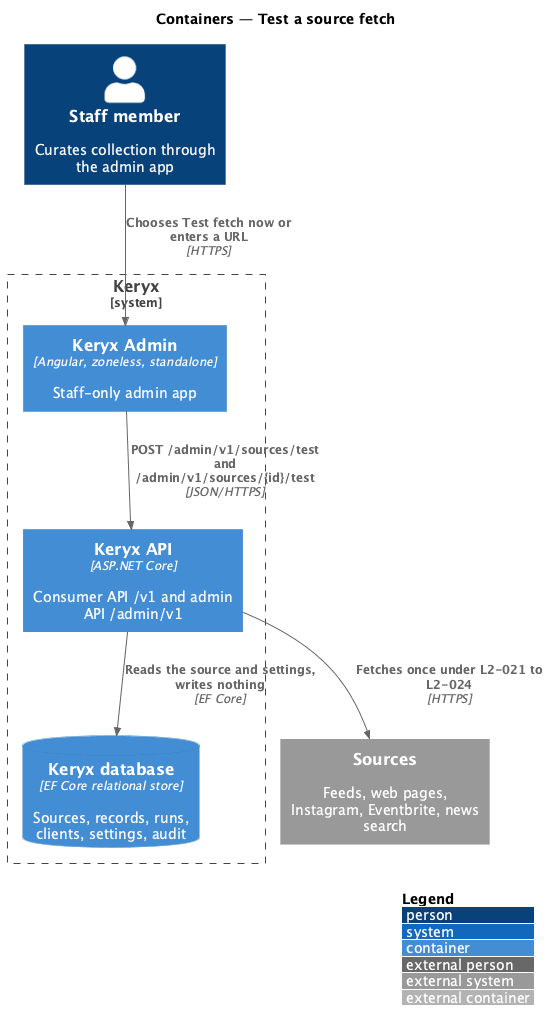 Containers — Test a source fetch
Staff member
Curates collection through
the admin app
Chooses Test fetch now or
enters a URL
[HTTPS]
Keryx
[system]
Keryx Admin
[Angular, zoneless, standalone]
Staff-only admin app
POST /admin/v1/sources/test
and
/admin/v1/sources/{id}/test
[JSON/HTTPS]
Keryx API
[ASP.NET Core]
Consumer API /v1 and admin
API /admin/v1
Reads the source and settings,
writes nothing
[EF Core]
Fetches once under L2-021 to
L2-024
[HTTPS]
Keryx database
[EF Core relational store]
Sources, records, runs,
clients, settings, audit
Sources
Feeds, web pages,
Instagram, Eventbrite, news
search
Legend
person
system
container
external person
external system
external container